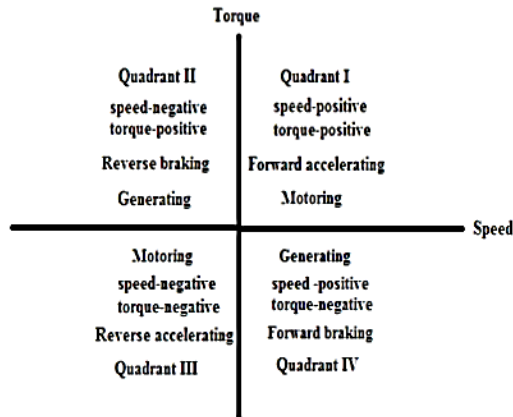 Torque
Quadrant II
speed-negative
torque-positive
Reverse braking
Generating
Quadrant I
speed-positive
torque-positive
Forward accelerating
Motoring
Speed
Motoring
speed-negative
torque-negative
Reverse accelerating
Quadrant III
Generating
speed -positive
torque-negative
Forward braking
Quadrant IV